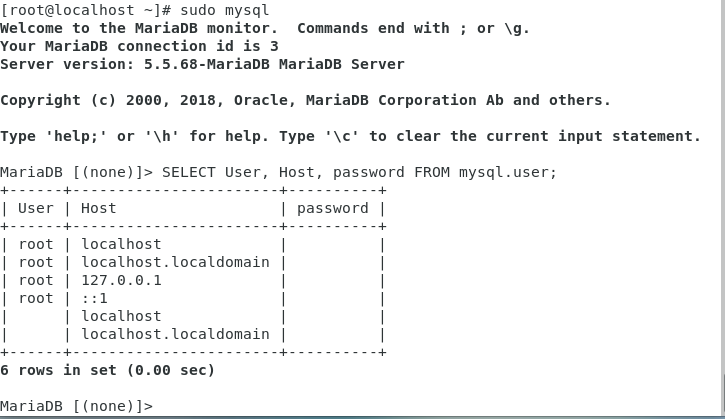 [root@localhost ~]# sudo mysql
Welcome to the MariaDB monitor.  Commands end with ; or \g.
Your MariaDB connection id is 3
Server version: 5.5.68-MariaDB MariaDB Server
Copyright (c) 2000, 2018, Oracle, MariaDB Corporation Ab and others.
Type 'help;' or '\h' for help. Type '\c' to clear the current input statement.
MariaDB [(none)]> SELECT User, Host, password FROM mysql.user;
+------+-----------------------+----------+
| User | Host                  | password |
+------+-----------------------+----------+
| root | localhost             |          |
| root | localhost.localdomain |          |
| root | 127.0.0.1             |          |
| root | ::1                   |          |
|      | localhost             |          |
|      | localhost.localdomain |          |
+------+-----------------------+----------+
6 rows in set (0.00 sec)
MariaDB [(none)]>